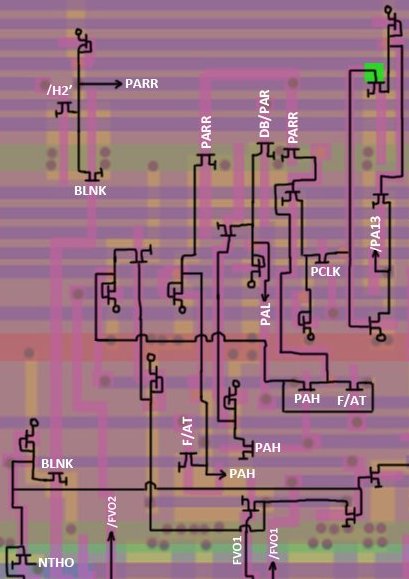 /H2'
PARR
BLNK
PARR
DB/PAR
PARR
/PA13
PCLK
PAL
PAH
F/AT
F/AT
PAH
PAH
BLNK
/FVO2
NTHO
FVO1
/FVO1